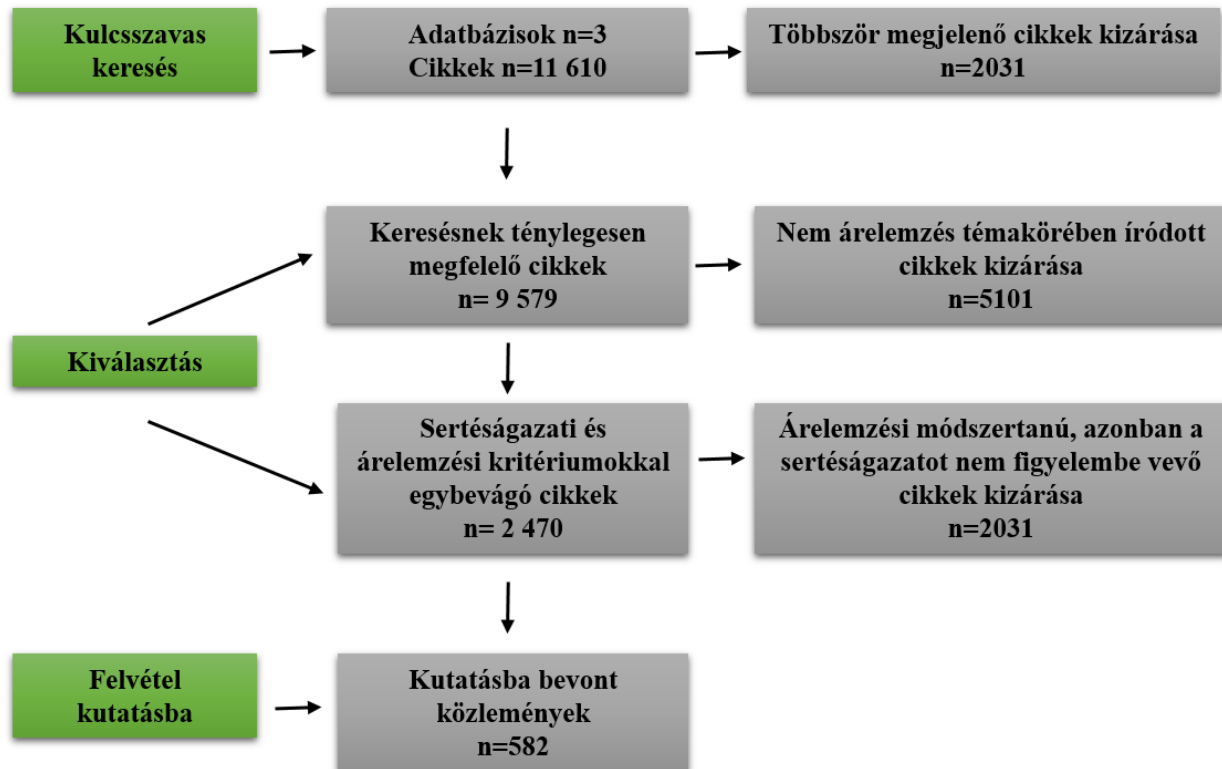 Kulcsszavas
keresés
Adatbázisok n=3
Cikkek n=11 610
Többször megjelenő cikkek kizárása
n=2031
Keresésnek ténylegesen
megfelelő cikkek
n= 9 579
Nem árelemzés témakörében íródott
cikkek kizárása
n=5101
Kiválasztás
Sertéságazati és
árelemzési kritériumokkal
egybevágó cikkek
n= 2 470
Árelemzési módszertanú, azonban a
sertéságazatot nem figyelembe vevő
cikkek kizárása
n=2031
Felvétel
kutatásba
Kutatásba bevont
közlemények
n=582